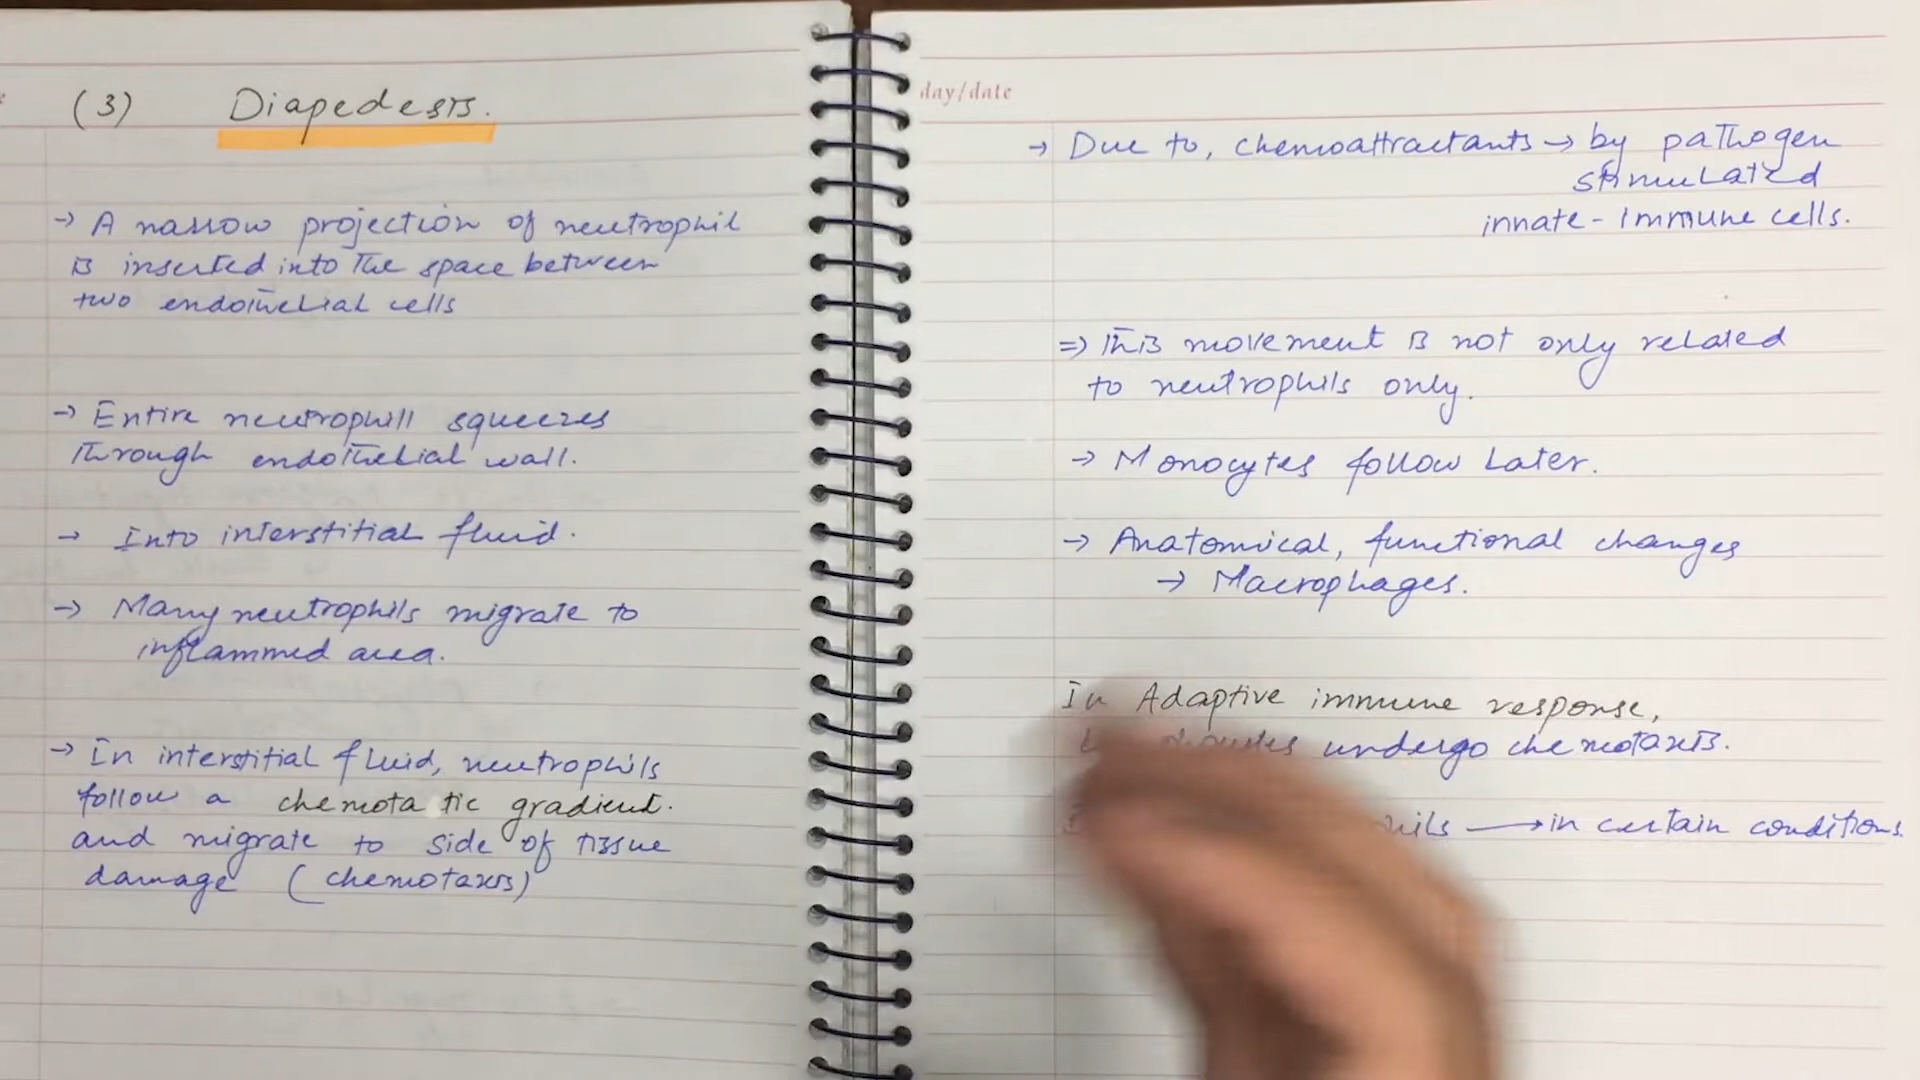 (3) Diapedesis.
→ A narrow projection of neutrophil
is inserted into the space between
two endothelial cells
→ Entire neutrophill squeezes
through endothelial wall.
→ Into interstitial fluid.
→ Many neutrophils migrate to
inflammed area.
→ In interstitial fluid, neutrophils
follow a chemotactic gradient.
and migrate to side of tissue
damage (chemotaxis)
day/date
→ Due to, chemoattractants → by pathogen
stimulated
innate - immune cells.
⇒ This movement is not only related
to neutrophils only.
→ Monocytes follow later.
→ Anatomical, functional changes
→ Macrophages.
In Adaptive immune response,
undergo chemotaxis.
→ in certain conditions.